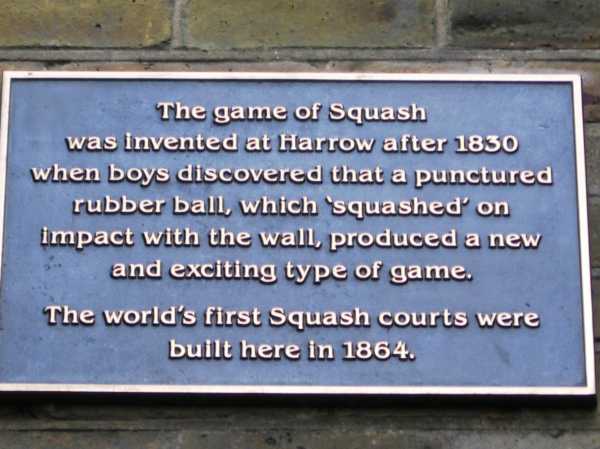 The game of Squash
was invented at Harrow after 1830
when boys discovered that a punctured
rubber ball, which ‘squashed’ on
impact with the wall, produced a new
and exciting type of game.
The world’s first Squash courts were
built here in 1864.